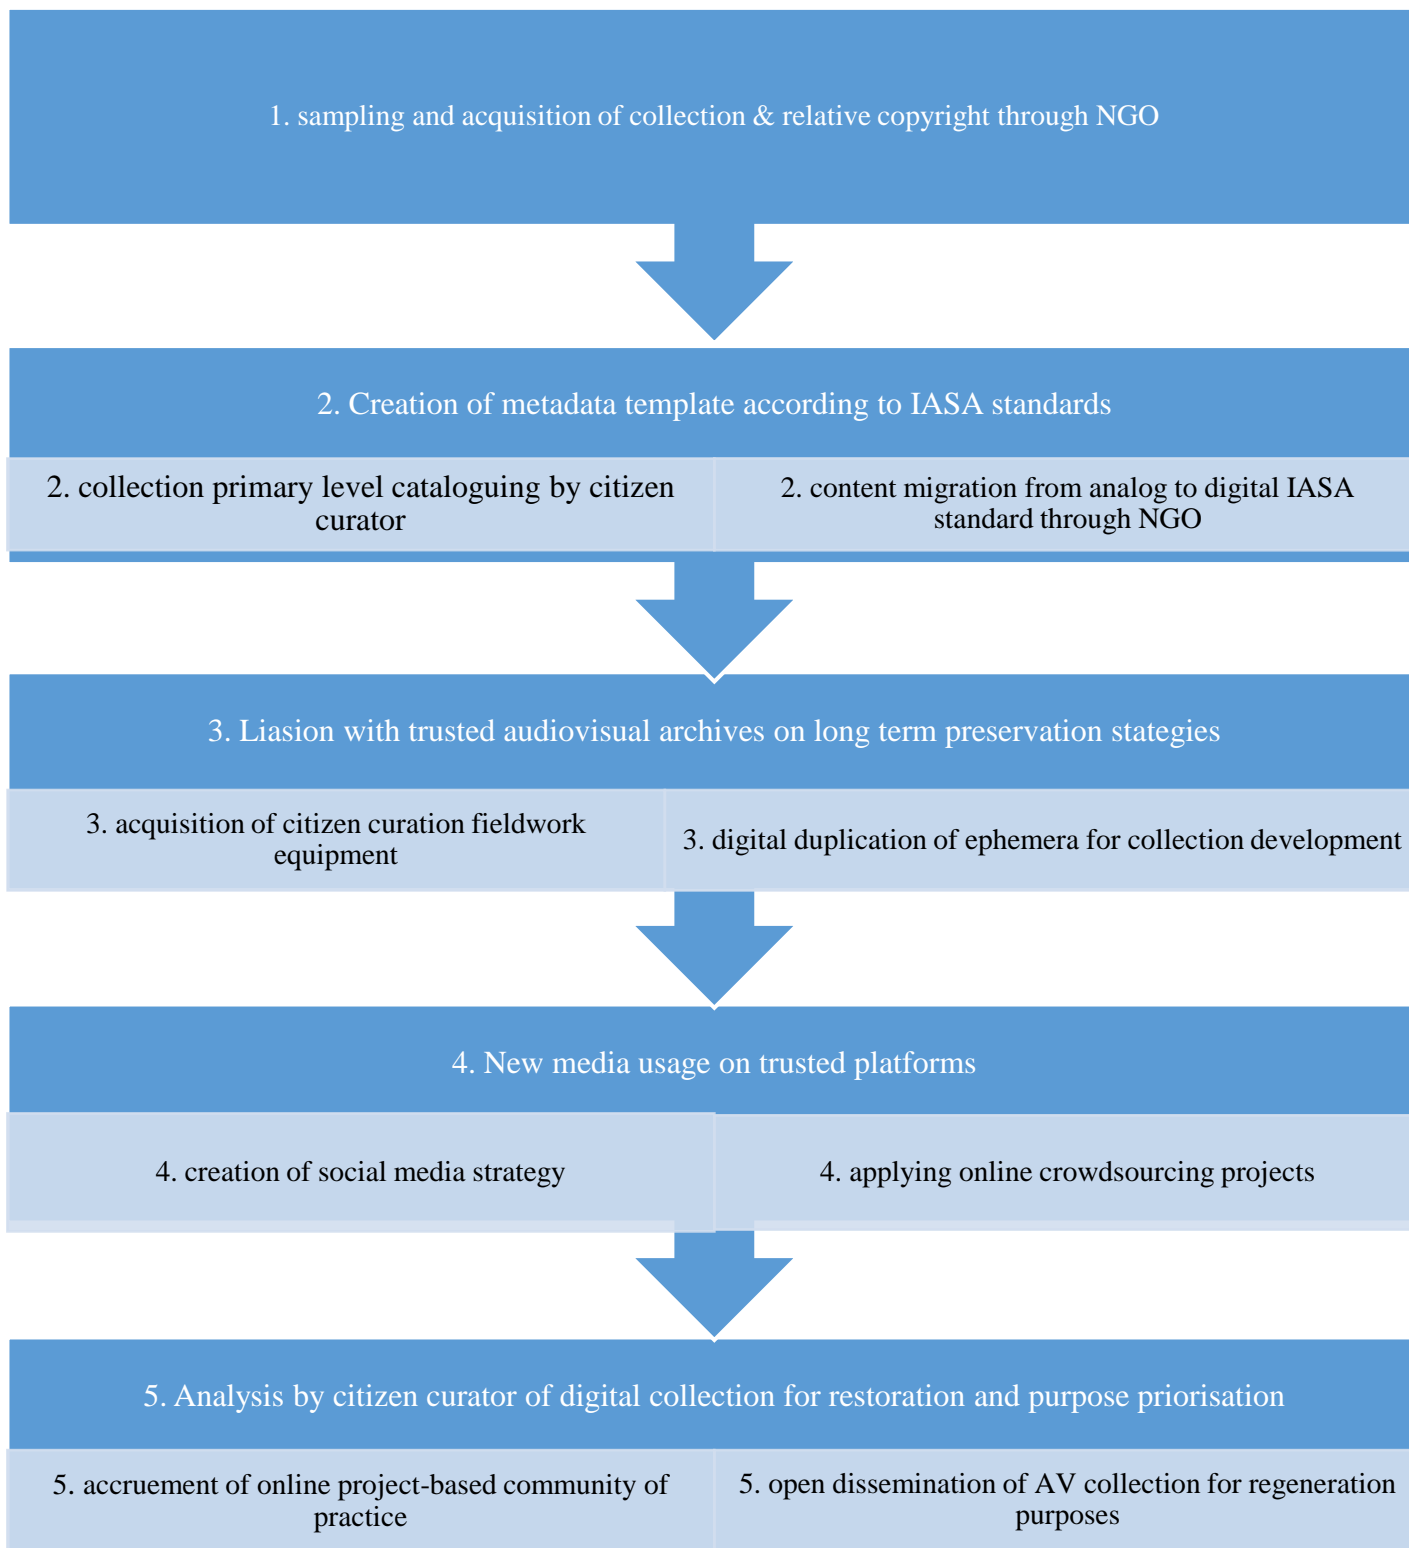 1. sampling and acquisition of collection & relative copyright through NGO
2. Creation of metadata template according to IASA standards
2. collection primary level cataloguing by citizen
curator
2. content migration from analog to digital IASA
standard through NGO
3. Liasion with trusted audiovisual archives on long term preservation stategies
3. acquisition of citizen curation fieldwork
equipment
3. digital duplication of ephemera for collection development
4. New media usage on trusted platforms
4. creation of social media strategy
4. applying online crowdsourcing projects
5. Analysis by citizen curator of digital collection for restoration and purpose priorisation
5. accruement of online project-based community of
practice
5. open dissemination of AV collection for regeneration
purposes